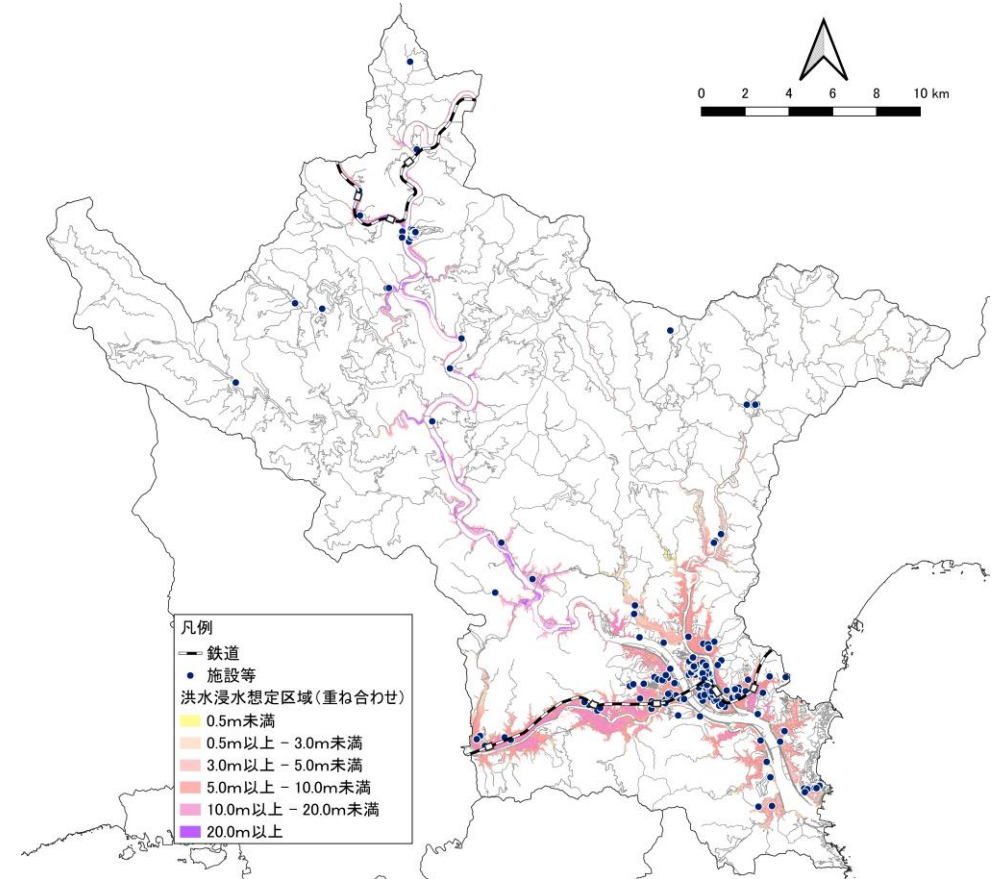 0 2 4 6 8 10 km
凡例
鉄道
施設等
洪水浸水想定区域(重ね合わせ)
0.5m未満
0.5m以上 - 3.0m未満
3.0m以上 - 5.0m未満
5.0m以上 - 10.0m未満
10.0m以上 - 20.0m未満
20.0m以上